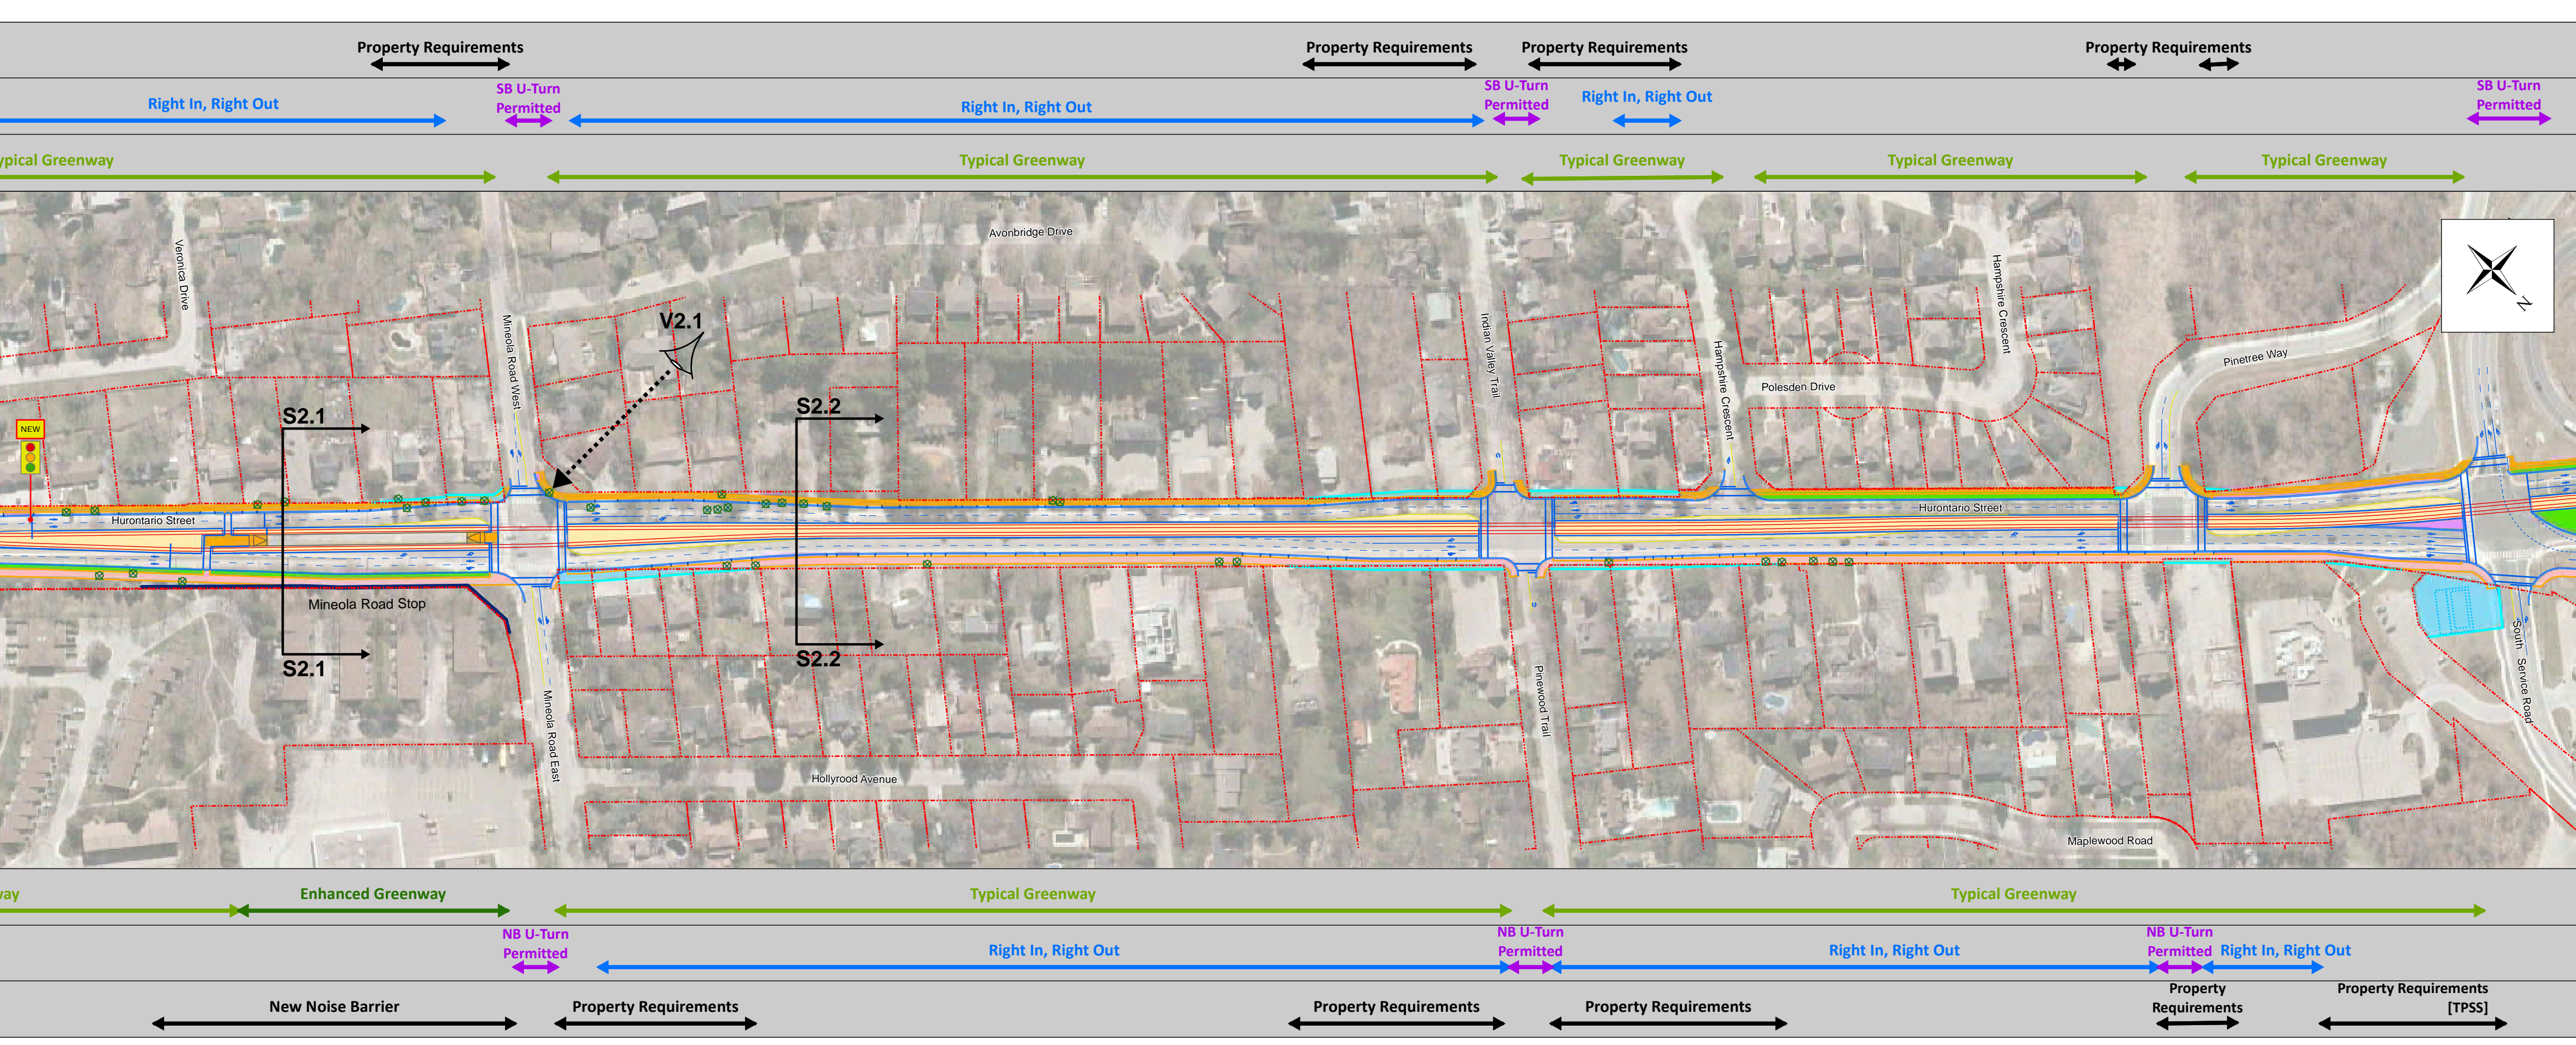 Property Requirements
Property Requirements
Property Requirements
Property Requirements
Right In, Right Out
SB U-Turn
Permitted
Right In, Right Out
SB U-Turn
Permitted
Right In, Right Out
SB U-Turn
Permitted
ypical Greenway
Typical Greenway
Typical Greenway
Typical Greenway
Typical Greenway
Veronica Drive
Avonbridge Drive
Hampshire Crescent
N
Mineola Road West
V2.1
Indian Valley Trail
Hampshire Crescent
Pinetree Way
Polesden Drive
S2.1
S2.2
NEW
Hurontario Street
Hurontario Street
Mineola Road Stop
S2.1
S2.2
Mineola Road East
Pinewood Trail
South Service Road
Hollyrood Avenue
Maplewood Road
way
Enhanced Greenway
Typical Greenway
Typical Greenway
NB U-Turn
Permitted
Right In, Right Out
NB U-Turn
Permitted
Right In, Right Out
NB U-Turn
Permitted
Right In, Right Out
New Noise Barrier
Property Requirements
Property Requirements
Property Requirements
Property
Requirements
Property Requirements
[TPSS]